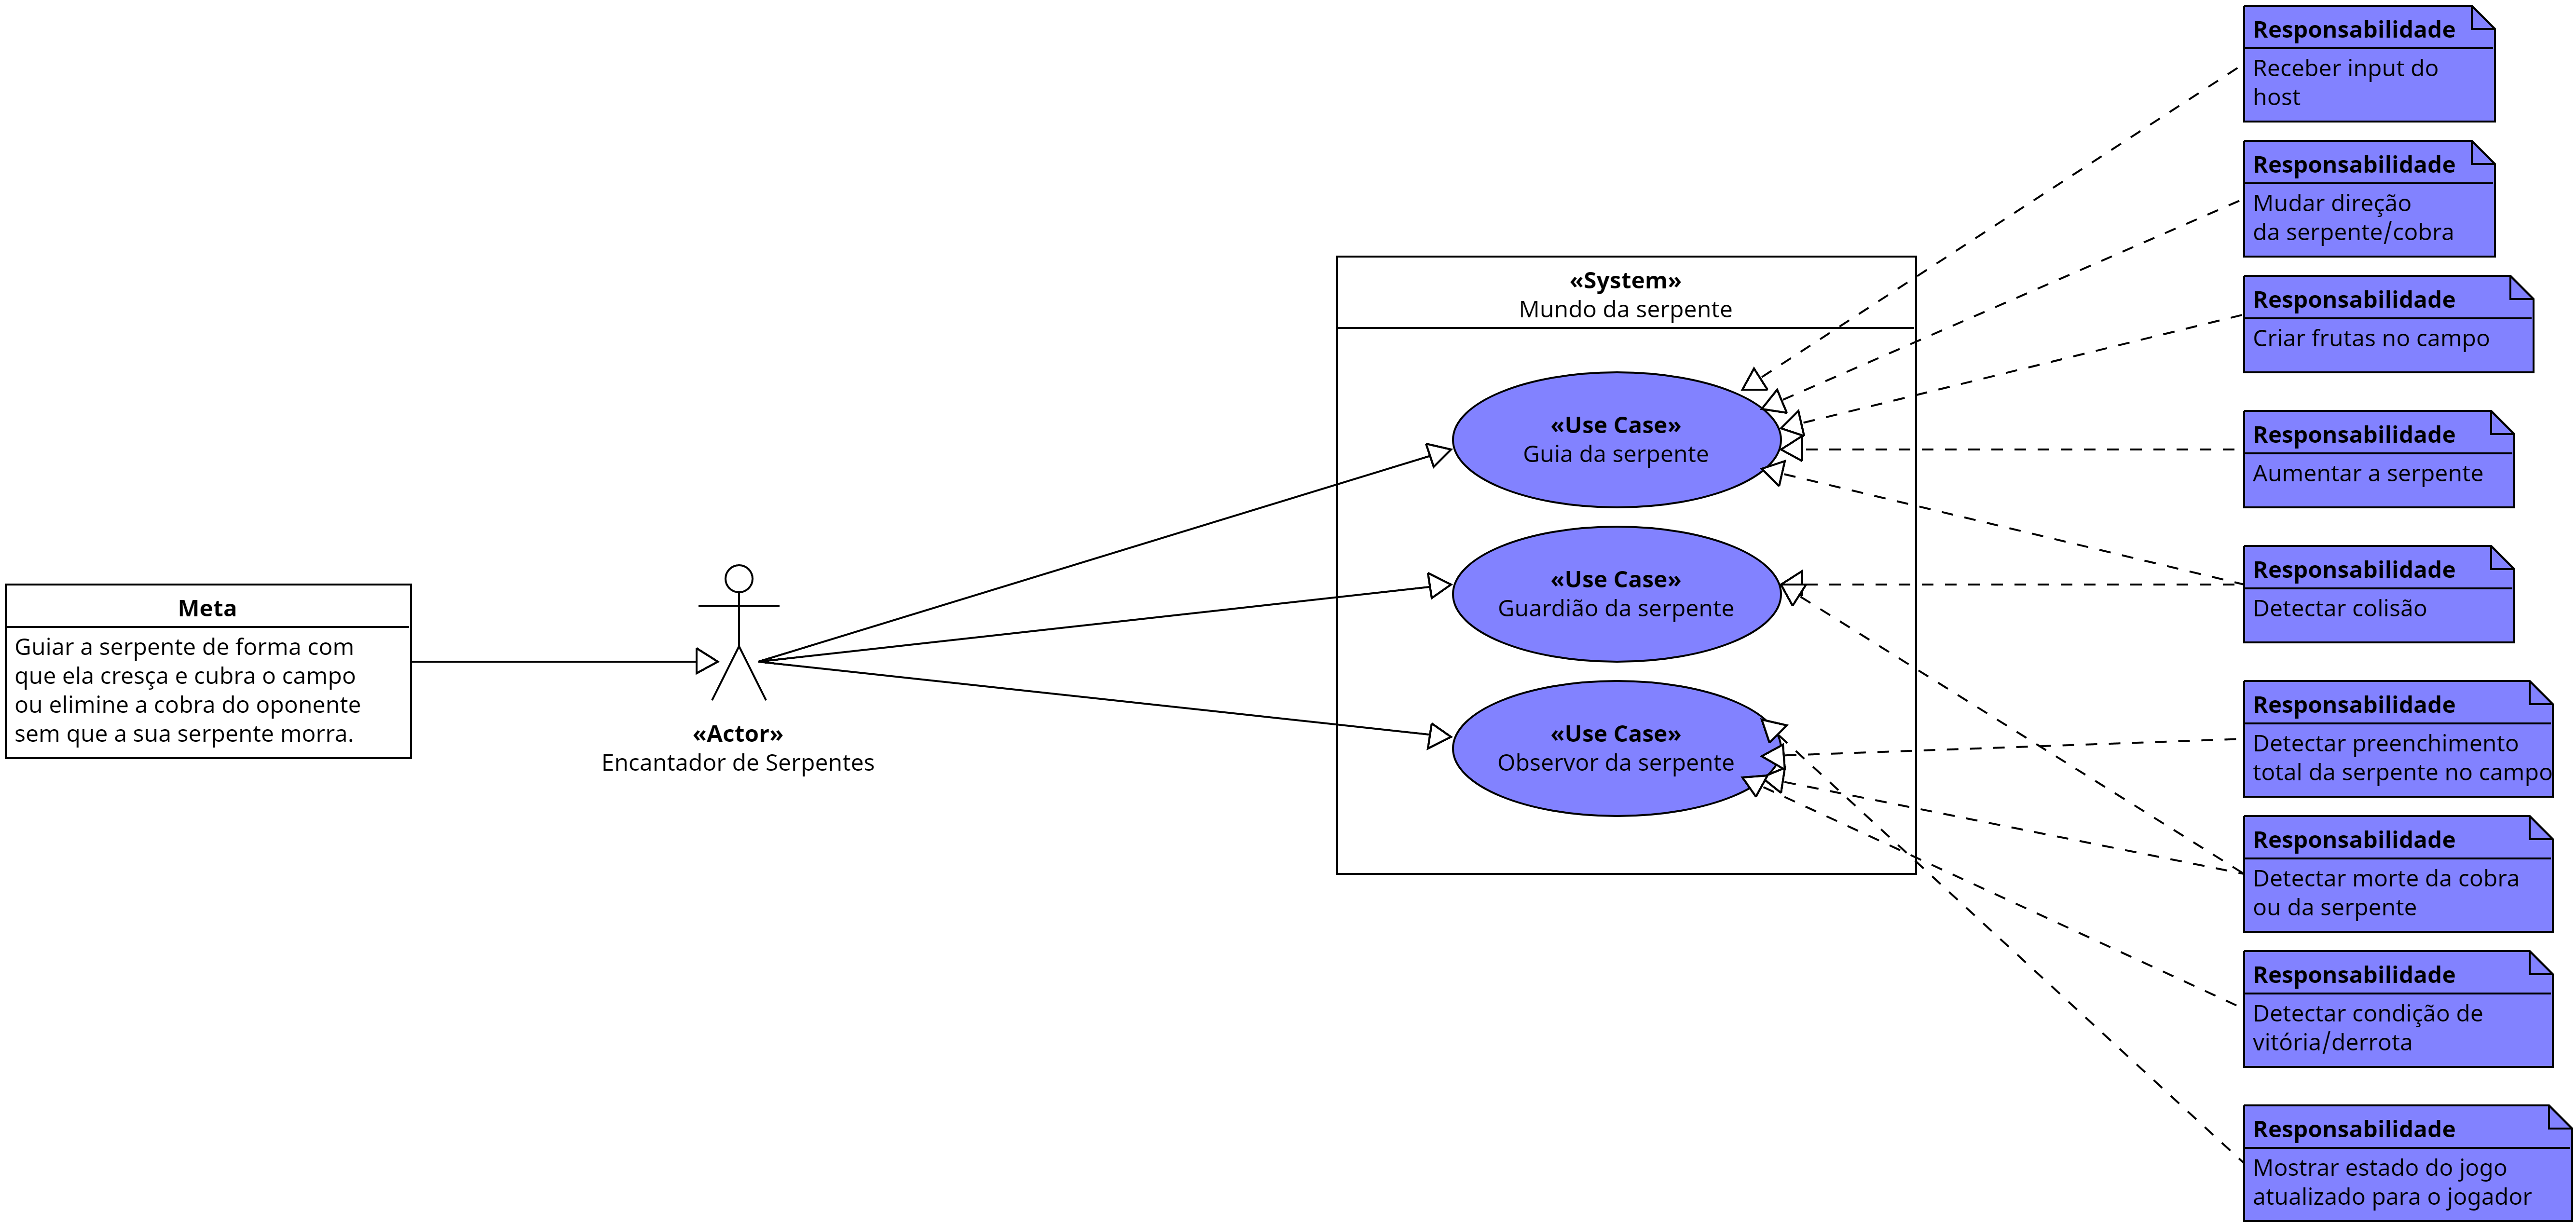 Meta
Guiar a serpente de forma com
que ela cresça e cubra o campo
ou elimine a cobra do oponente
sem que a sua serpente morra.
«Actor»
Encantador de Serpentes
«System»
Mundo da serpente
«Use Case»
Guia da serpente
«Use Case»
Guardião da serpente
«Use Case»
Observor da serpente
Responsabilidade
Receber input do
host
Responsabilidade
Mudar direção
da serpente/cobra
Responsabilidade
Criar frutas no campo
Responsabilidade
Aumentar a serpente
Responsabilidade
Detectar colisão
Responsabilidade
Detectar preenchimento
total da serpente no campo
Responsabilidade
Detectar morte da cobra
ou da serpente
Responsabilidade
Detectar condição de
vitória/derrota
Responsabilidade
Mostrar estado do jogo
atualizado para o jogador